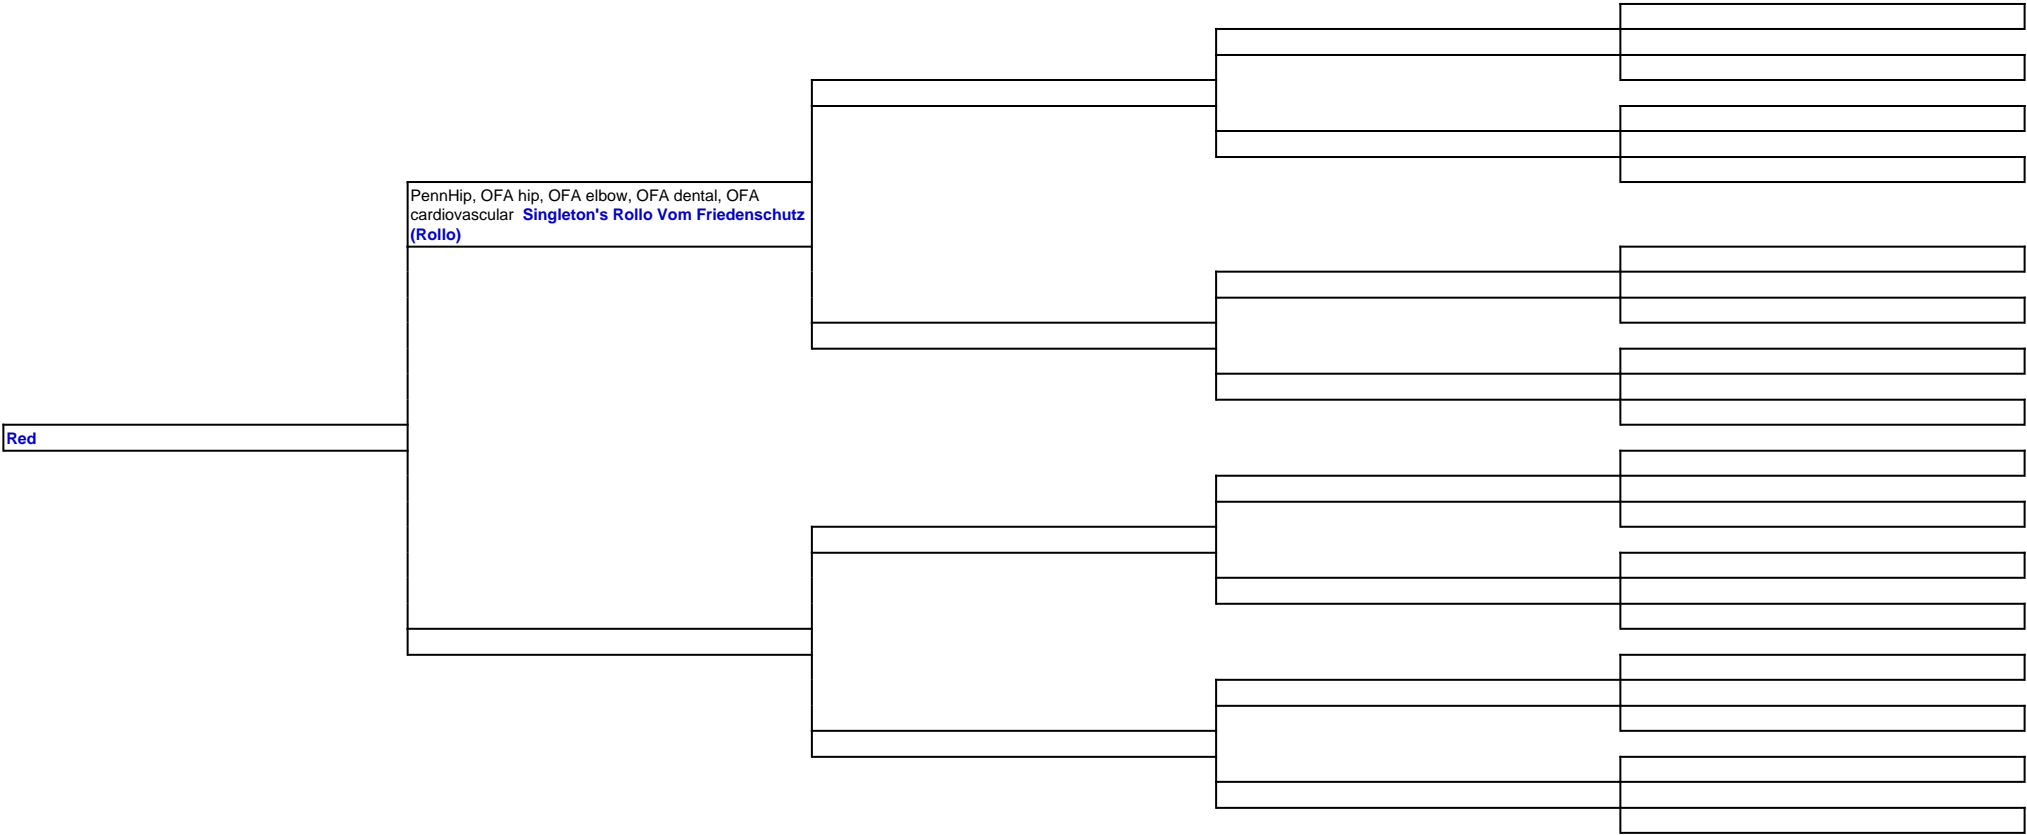 PennHip, OFA hip, OFA elbow, OFA dental, OFA
cardiovascular  Singleton's Rollo Vom Friedenschutz
(Rollo)
Red